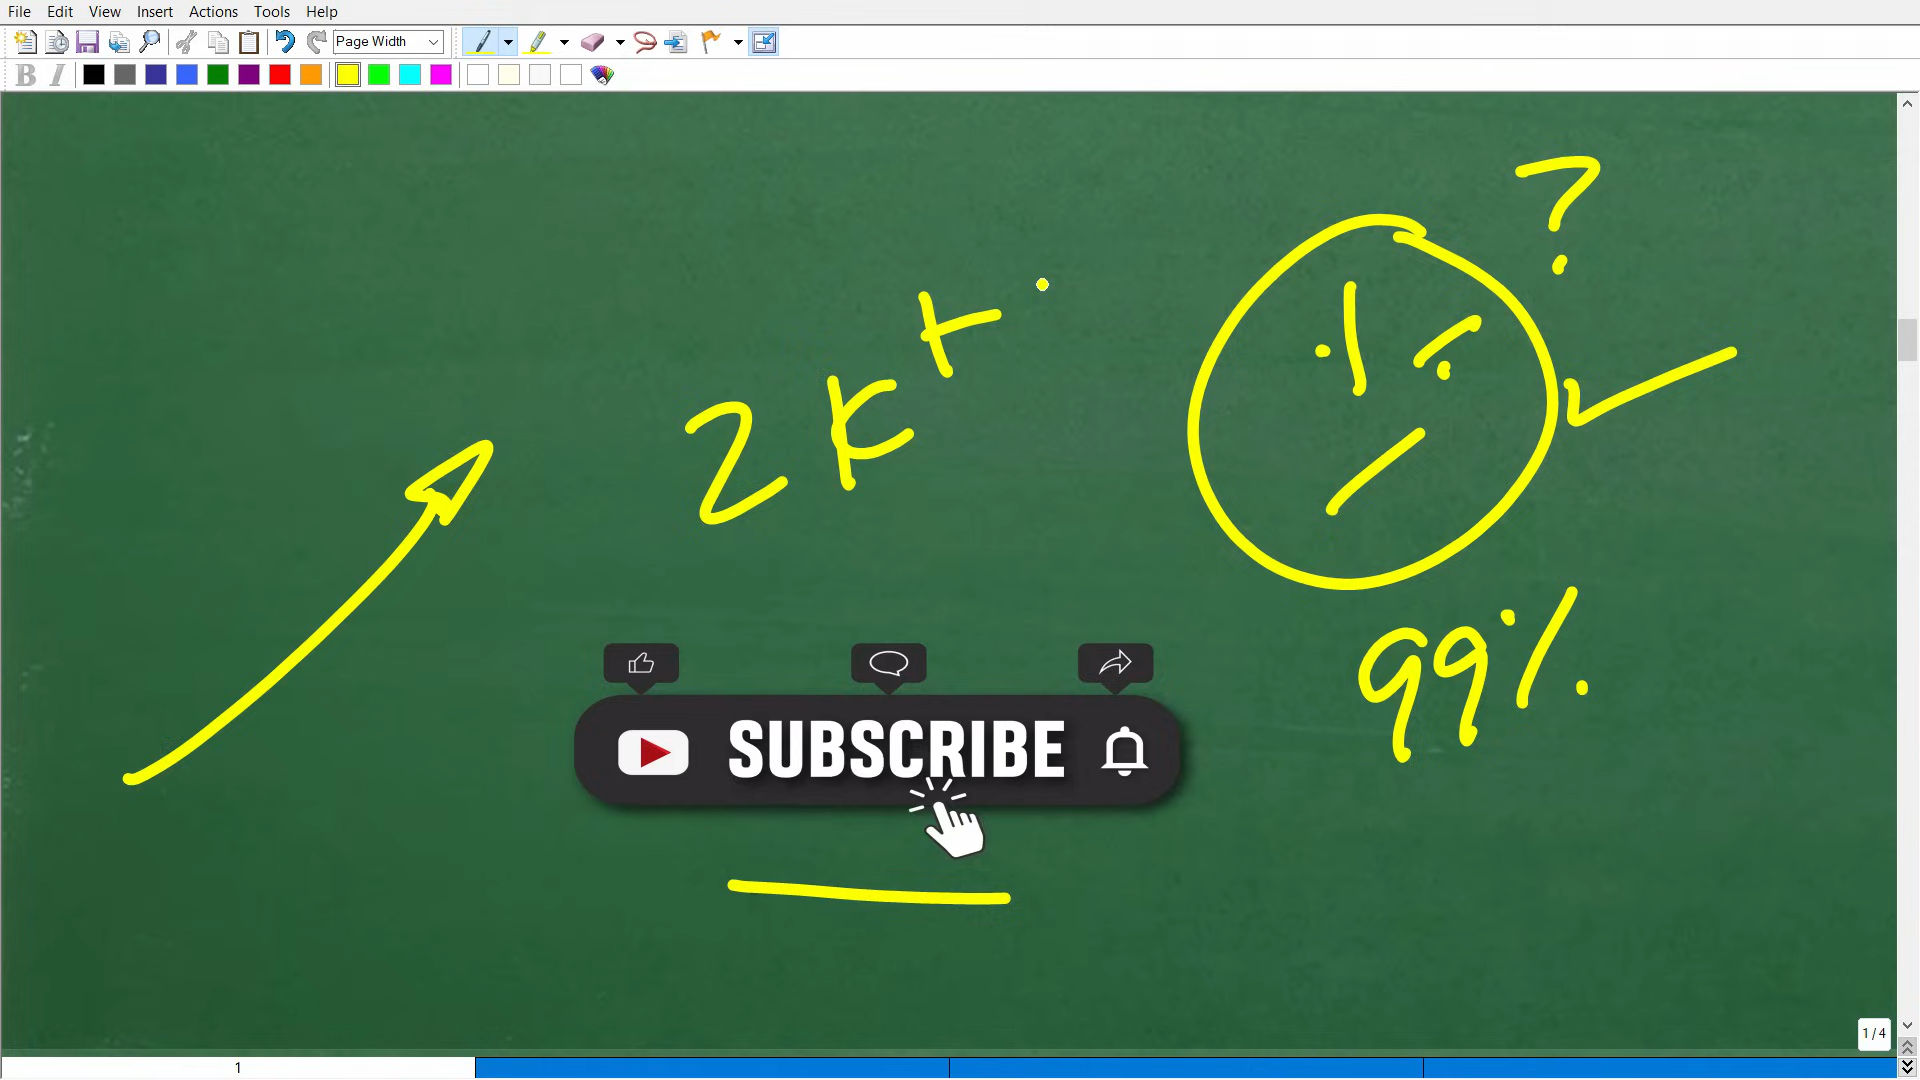 File Edit View Insert Actions Tools Help
Page Width
B I
?
2K+
99%
SUBSCRIBE
1 / 4
1